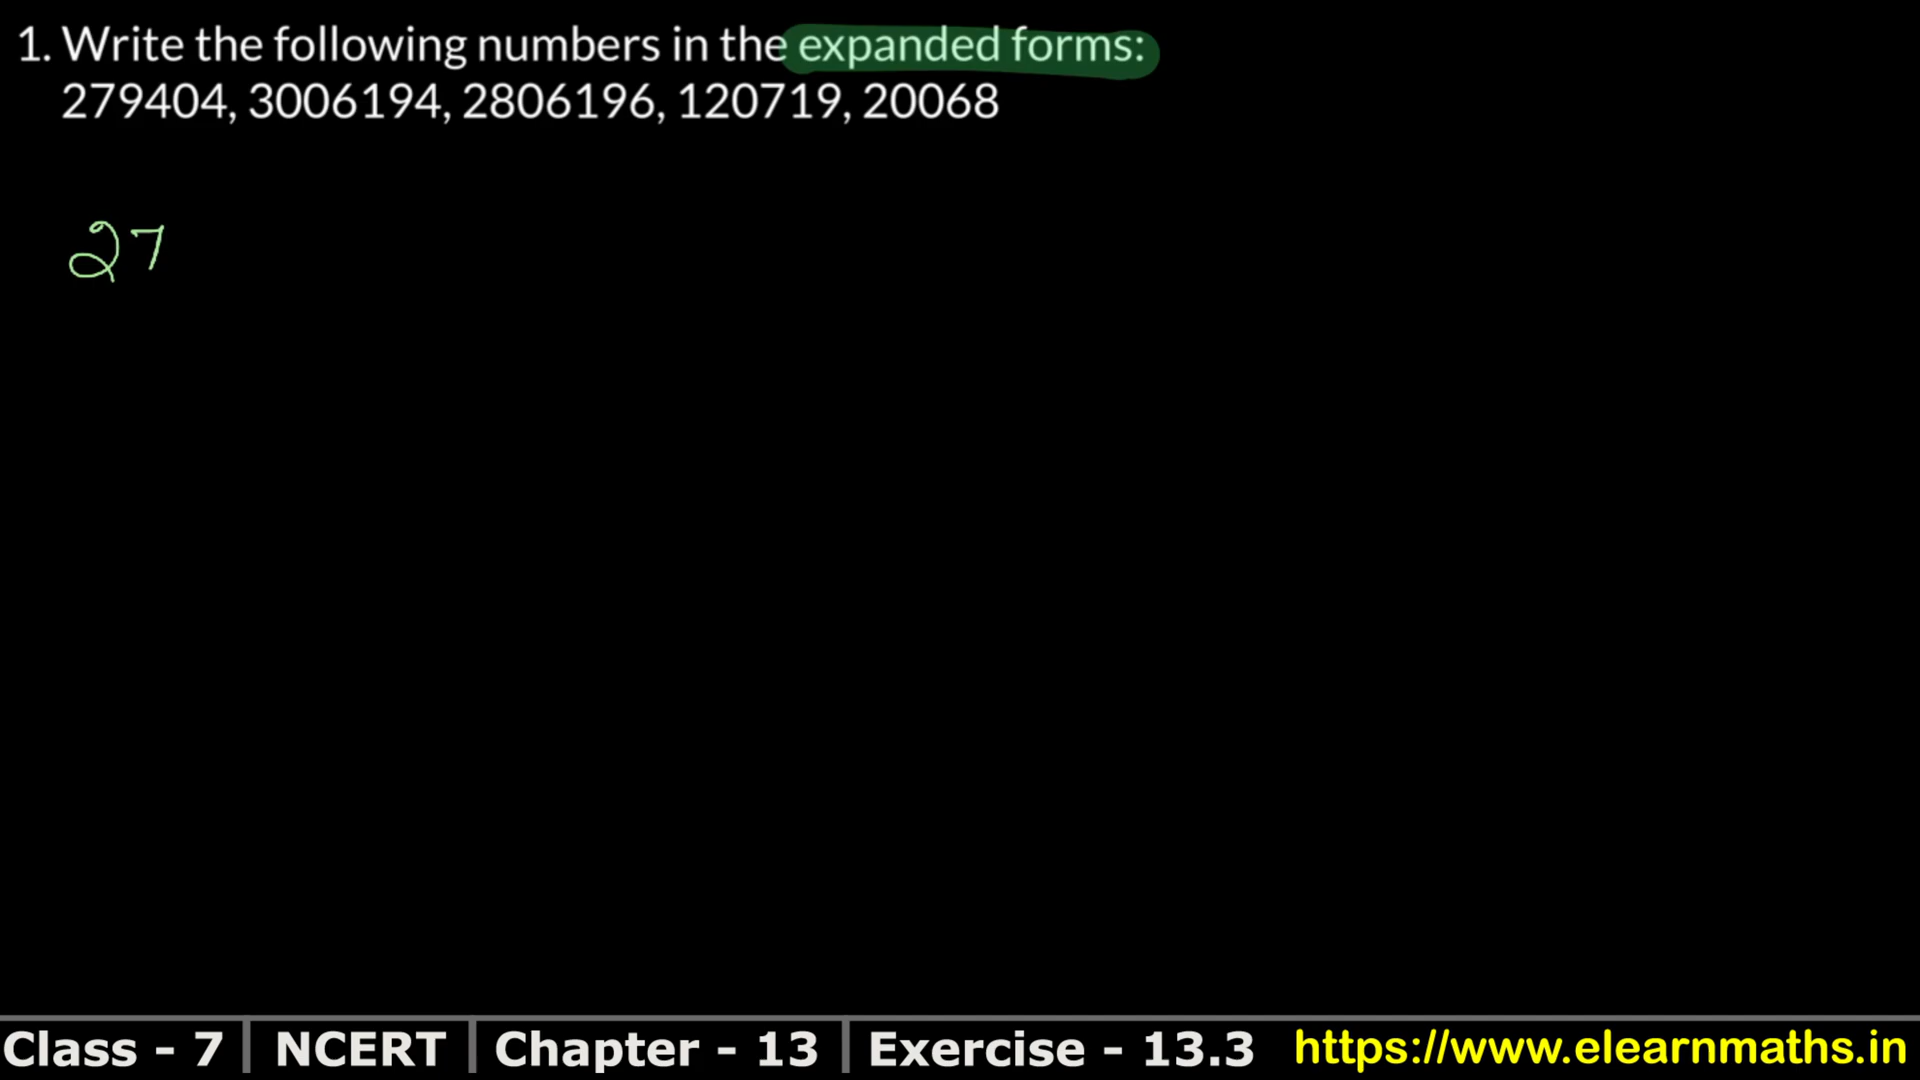 1. Write the following numbers in the expanded forms:
279404, 3006194, 2806196, 120719, 20068
27
Class - 7 | NCERT | Chapter - 13 | Exercise - 13.3 https://www.elearnmaths.in